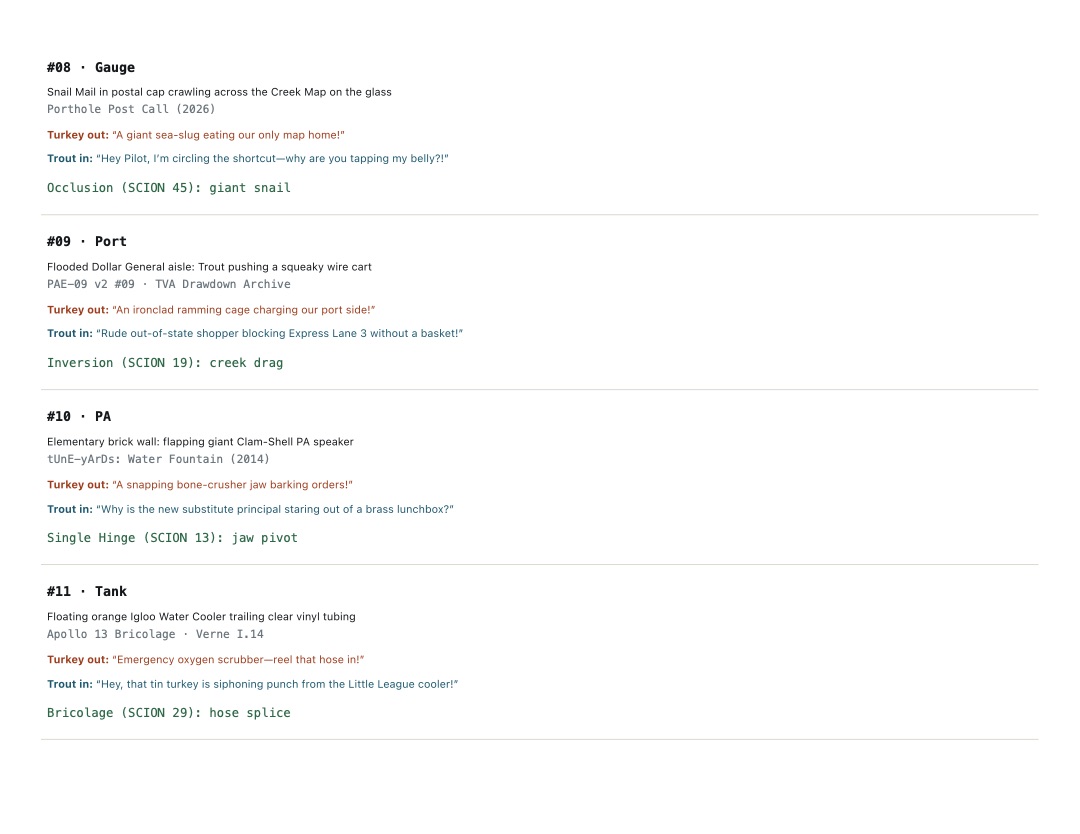 #08 · Gauge
Snail Mail in postal cap crawling across the Creek Map on the glass
Porthole Post Call (2026)
Turkey out: “A giant sea-slug eating our only map home!”
Trout in: “Hey Pilot, I’m circling the shortcut—why are you tapping my belly?!”
Occlusion (SCION 45): giant snail
#09 · Port
Flooded Dollar General aisle: Trout pushing a squeaky wire cart
PAE–09 v2 #09 · TVA Drawdown Archive
Turkey out: “An ironclad ramming cage charging our port side!”
Trout in: “Rude out-of-state shopper blocking Express Lane 3 without a basket!”
Inversion (SCION 19): creek drag
#10 · PA
Elementary brick wall: flapping giant Clam-Shell PA speaker
tUnE–yArDs: Water Fountain (2014)
Turkey out: “A snapping bone-crusher jaw barking orders!”
Trout in: “Why is the new substitute principal staring out of a brass lunchbox?”
Single Hinge (SCION 13): jaw pivot
#11 · Tank
Floating orange Igloo Water Cooler trailing clear vinyl tubing
Apollo 13 Bricolage · Verne I.14
Turkey out: “Emergency oxygen scrubber—reel that hose in!”
Trout in: “Hey, that tin turkey is siphoning punch from the Little League cooler!”
Bricolage (SCION 29): hose splice